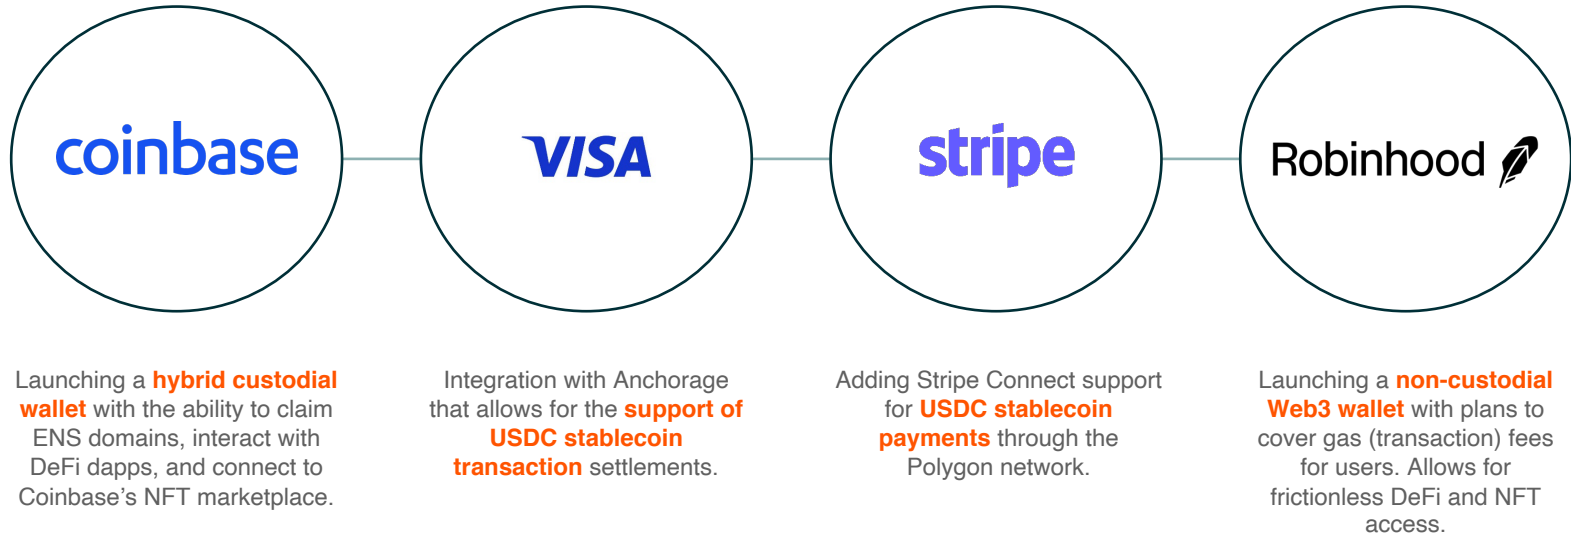 coinbase
VISA
stripe
Robinhood
Launching a hybrid custodial
wallet with the ability to claim
ENS domains, interact with
DeFi dapps, and connect to
Coinbase's NFT marketplace.
Integration with Anchorage
that allows for the support of
USDC stablecoin
transaction settlements.
Adding Stripe Connect support
for USDC stablecoin
payments through the
Polygon network.
Launching a non-custodial
Web3 wallet with plans to
cover gas (transaction) fees
for users. Allows for
frictionless DeFi and NFT
access.